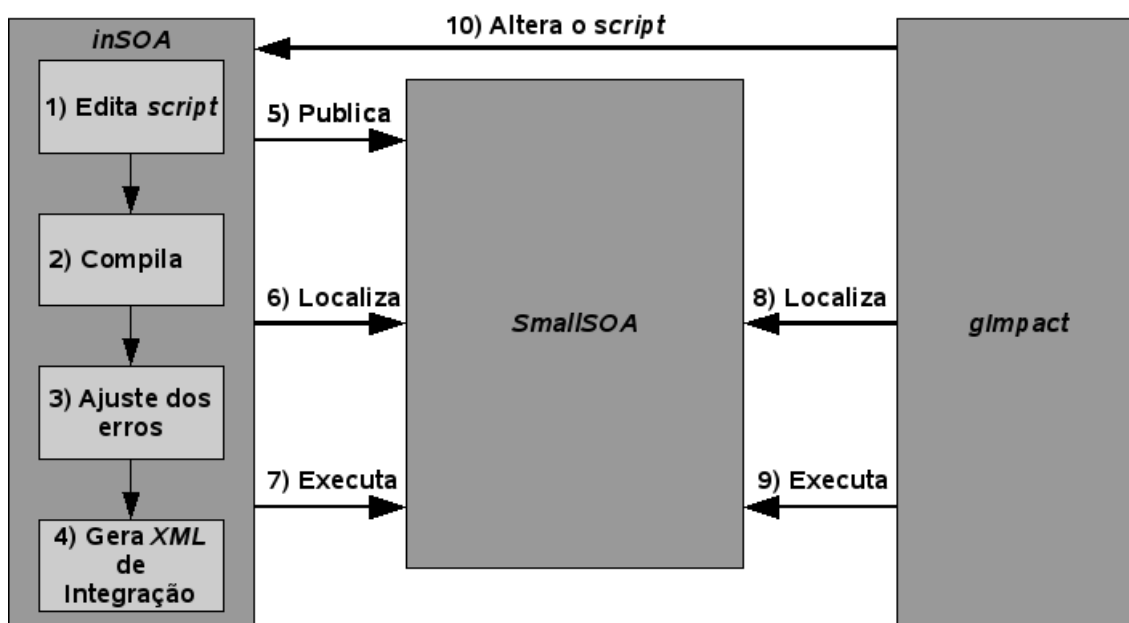 10) Altera o script
inSOA
1) Edita script
5) Publica
2) Compila
6) Localiza
8) Localiza
SmallSOA
gImpact
3) Ajuste dos
erros
7) Executa
9) Executa
4) Gera XML
de
Integração